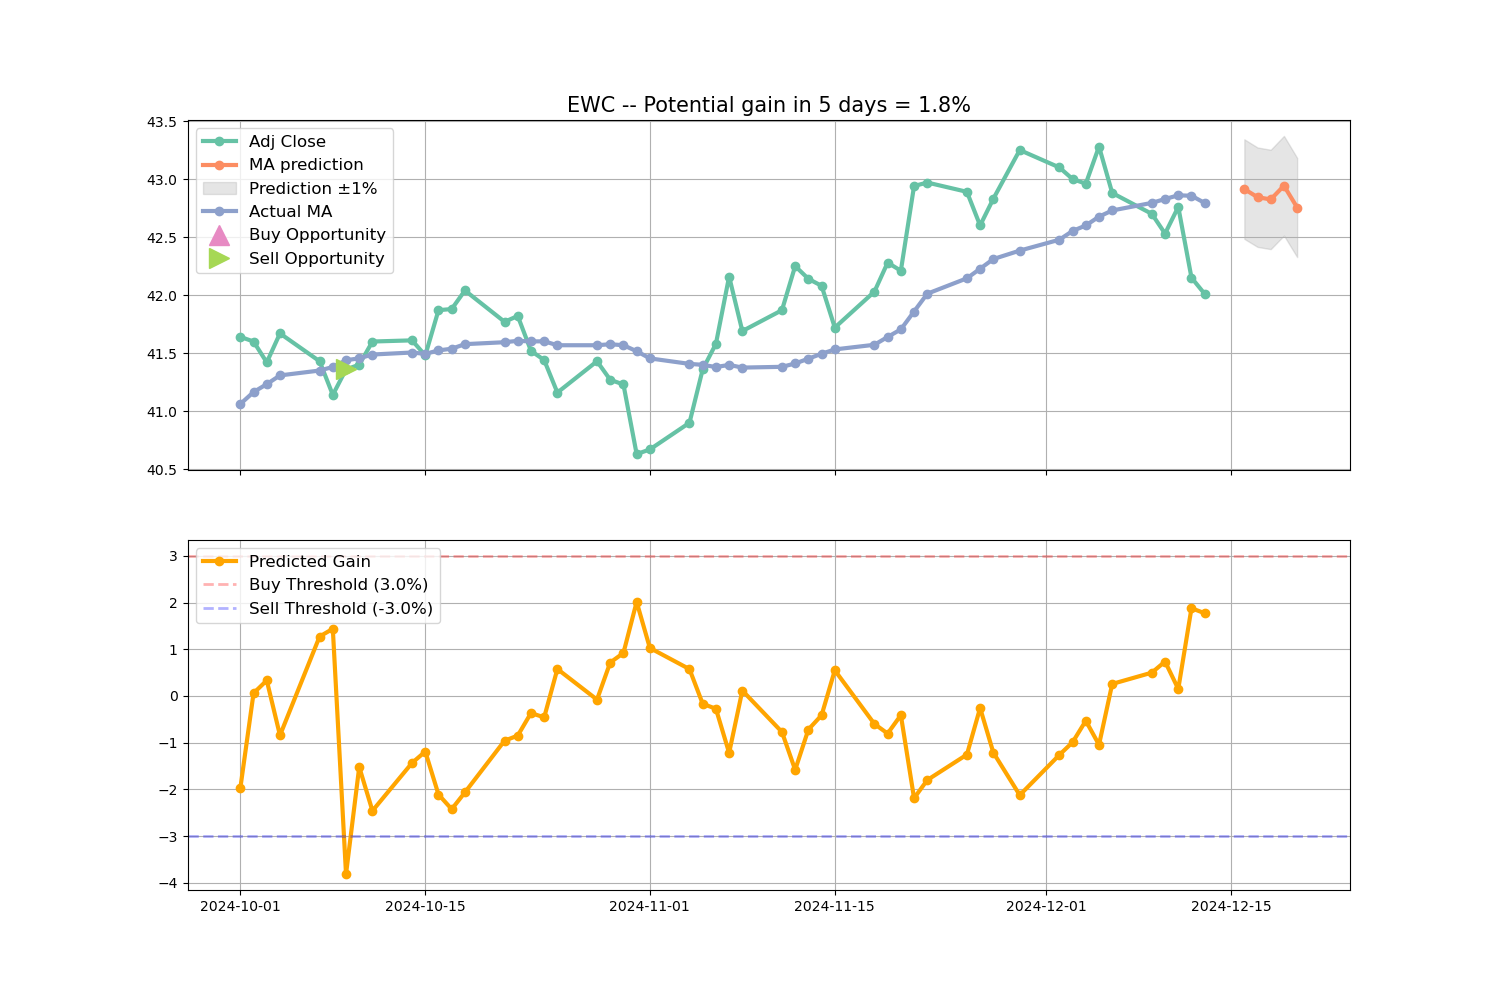 EWC -- Potential gain in 5 days = 1.8%
43.5
43.0
42.5
42.0
41.5
41.0
40.5
Adj Close
MA prediction
Prediction ±1%
Actual MA
Buy Opportunity
Sell Opportunity
3
2
1
0
−1
−2
−3
−4
Predicted Gain
Buy Threshold (3.0%)
Sell Threshold (-3.0%)
2024-10-01
2024-10-15
2024-11-01
2024-11-15
2024-12-01
2024-12-15